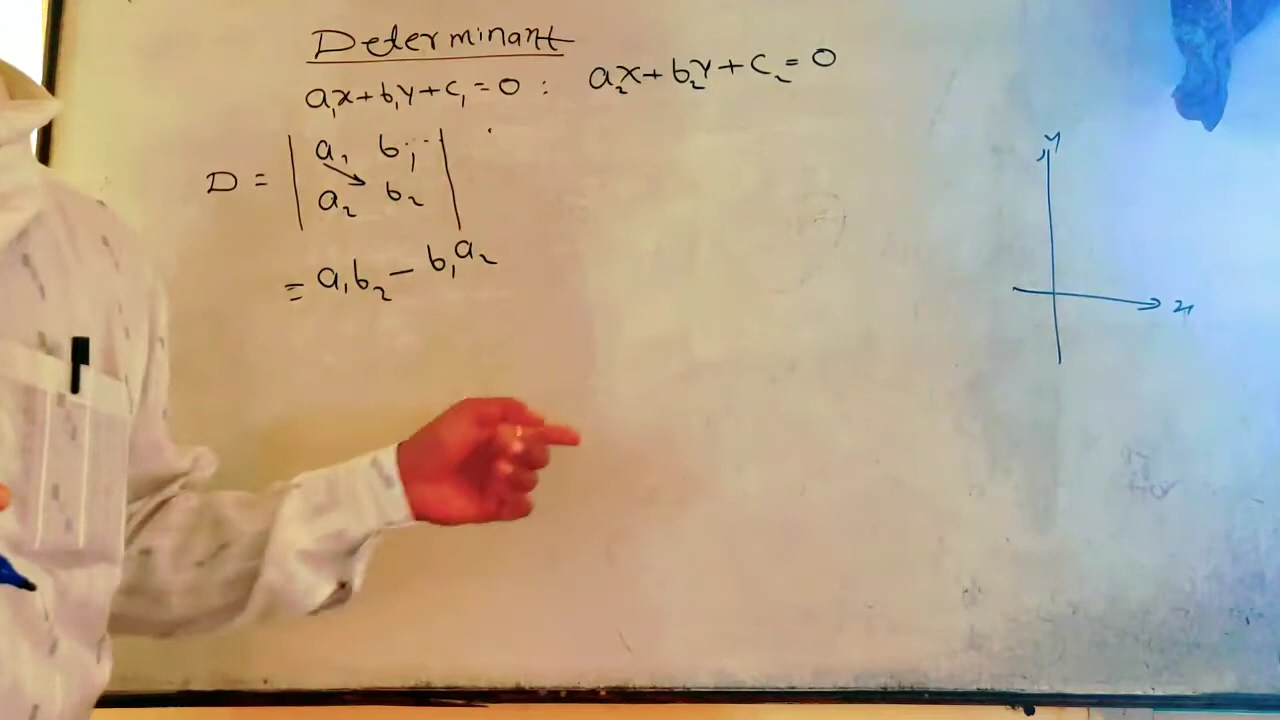 Determinant
a₁x+b₁y+c₁=0 : a₂x+b₂y+c₂=0
D = | a₁ b₁ |
| a₂ b₂ |
= a₁b₂ - b₁a₂
y
x